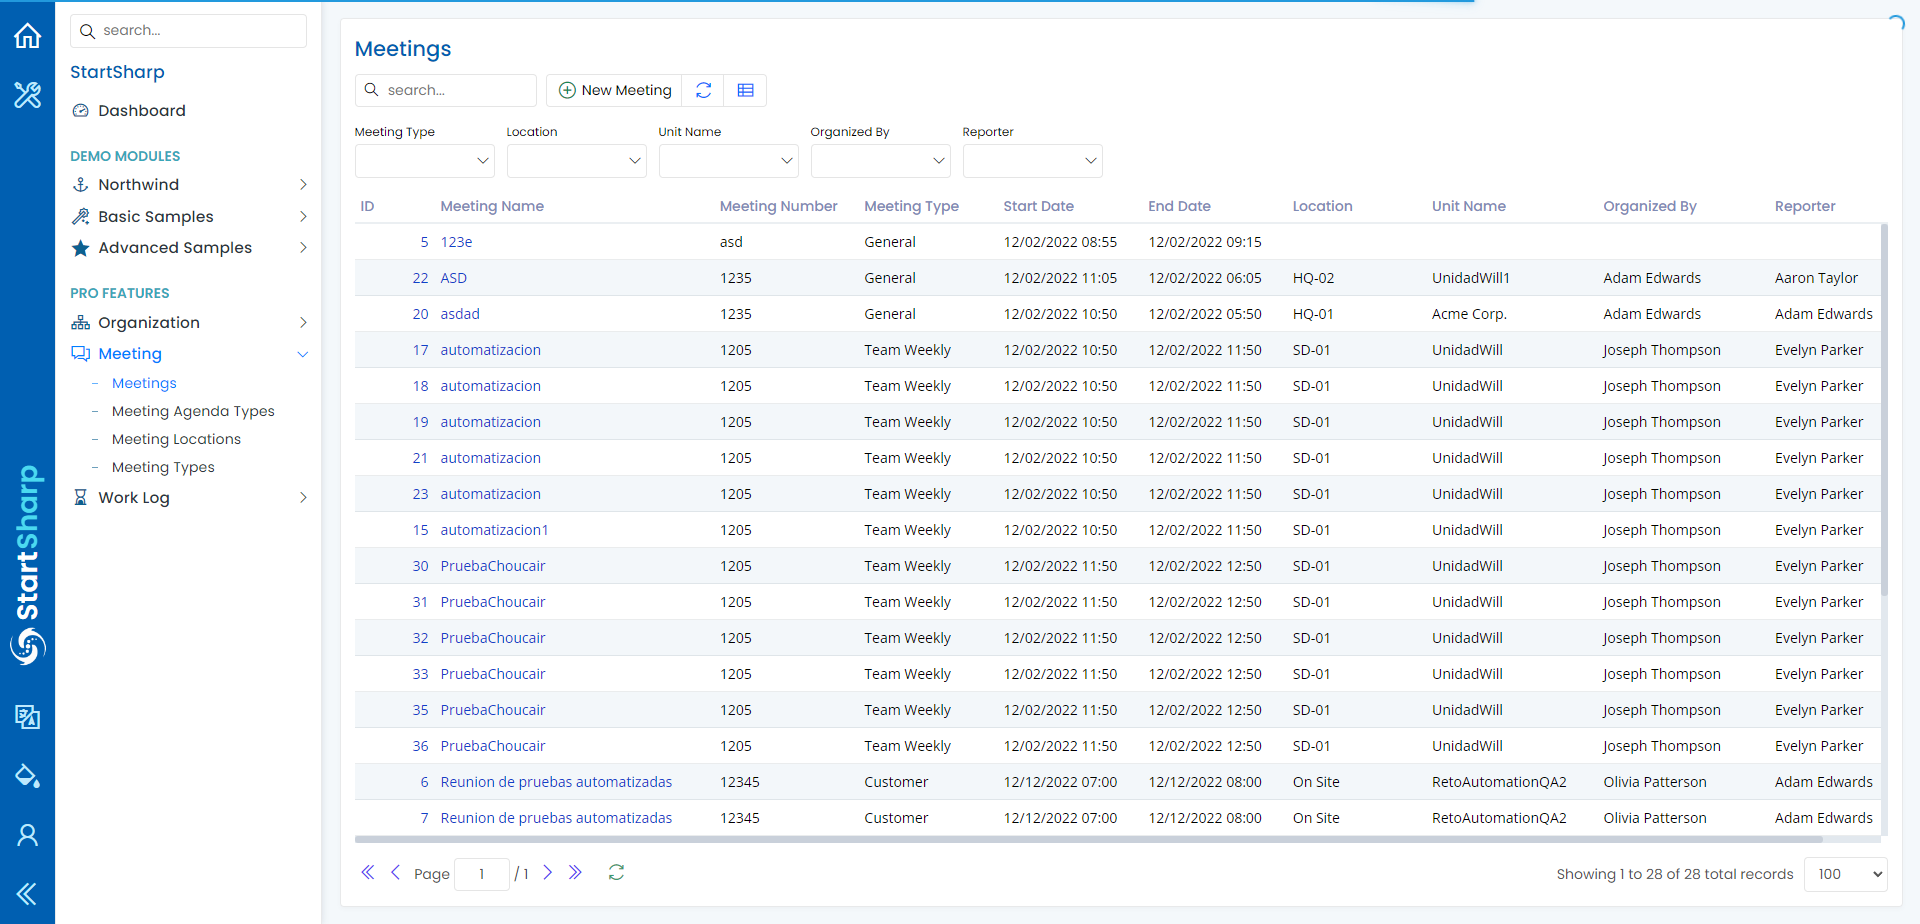 search...
StartSharp
Dashboard
DEMO MODULES
Northwind
Basic Samples
Advanced Samples
PRO FEATURES
Organization
Meeting
- Meetings
- Meeting Agenda Types
- Meeting Locations
- Meeting Types
Work Log
StartSharp
Meetings
search...
New Meeting
Meeting Type Location Unit Name Organized By Reporter
ID Meeting Name Meeting Number Meeting Type Start Date End Date Location Unit Name Organized By Reporter
5 123e asd General 12/02/2022 08:55 12/02/2022 09:15
22 ASD 1235 General 12/02/2022 11:05 12/02/2022 06:05 HQ-02 UnidadWill1 Adam Edwards Aaron Taylor
20 asdad 1235 General 12/02/2022 10:50 12/02/2022 05:50 HQ-01 Acme Corp. Adam Edwards Adam Edwards
17 automatizacion 1205 Team Weekly 12/02/2022 10:50 12/02/2022 11:50 SD-01 UnidadWill Joseph Thompson Evelyn Parker
18 automatizacion 1205 Team Weekly 12/02/2022 10:50 12/02/2022 11:50 SD-01 UnidadWill Joseph Thompson Evelyn Parker
19 automatizacion 1205 Team Weekly 12/02/2022 10:50 12/02/2022 11:50 SD-01 UnidadWill Joseph Thompson Evelyn Parker
21 automatizacion 1205 Team Weekly 12/02/2022 10:50 12/02/2022 11:50 SD-01 UnidadWill Joseph Thompson Evelyn Parker
23 automatizacion 1205 Team Weekly 12/02/2022 10:50 12/02/2022 11:50 SD-01 UnidadWill Joseph Thompson Evelyn Parker
15 automatizacion1 1205 Team Weekly 12/02/2022 10:50 12/02/2022 11:50 SD-01 UnidadWill Joseph Thompson Evelyn Parker
30 PruebaChoucair 1205 Team Weekly 12/02/2022 11:50 12/02/2022 12:50 SD-01 UnidadWill Joseph Thompson Evelyn Parker
31 PruebaChoucair 1205 Team Weekly 12/02/2022 11:50 12/02/2022 12:50 SD-01 UnidadWill Joseph Thompson Evelyn Parker
32 PruebaChoucair 1205 Team Weekly 12/02/2022 11:50 12/02/2022 12:50 SD-01 UnidadWill Joseph Thompson Evelyn Parker
33 PruebaChoucair 1205 Team Weekly 12/02/2022 11:50 12/02/2022 12:50 SD-01 UnidadWill Joseph Thompson Evelyn Parker
35 PruebaChoucair 1205 Team Weekly 12/02/2022 11:50 12/02/2022 12:50 SD-01 UnidadWill Joseph Thompson Evelyn Parker
36 PruebaChoucair 1205 Team Weekly 12/02/2022 11:50 12/02/2022 12:50 SD-01 UnidadWill Joseph Thompson Evelyn Parker
6 Reunion de pruebas automatizadas 12345 Customer 12/12/2022 07:00 12/12/2022 08:00 On Site RetoAutomationQA2 Olivia Patterson Adam Edwards
7 Reunion de pruebas automatizadas 12345 Customer 12/12/2022 07:00 12/12/2022 08:00 On Site RetoAutomationQA2 Olivia Patterson Adam Edwards
Page 1 / 1
Showing 1 to 28 of 28 total records 100